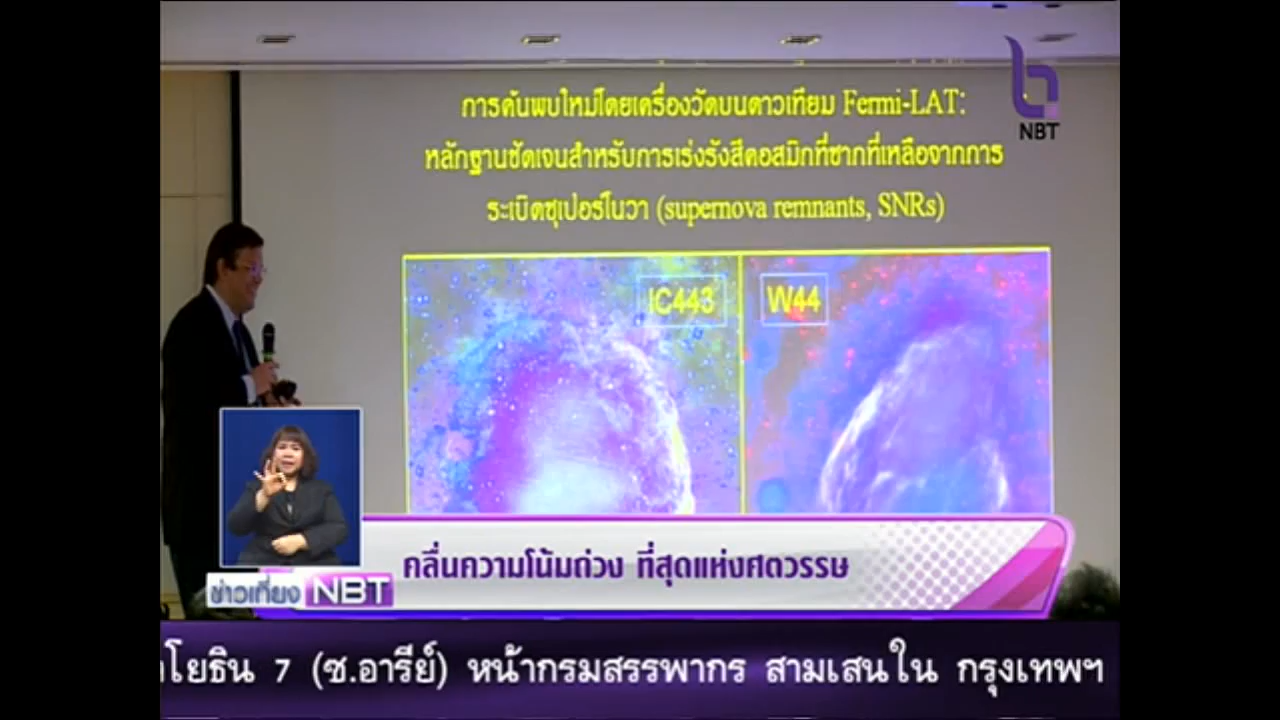 การค้นพบใหม่โดยเครื่องวัดบนดาวเทียม Fermi-LAT:
หลักฐานชัดเจนสำหรับการเร่งรังสีคอสมิกที่ซากที่เหลือจากการ
ระเบิดซุเปอร์โนวา (supernova remnants, SNRs)
NBT
IC443
W44
คลื่นความโน้มถ่วง ที่สุดแห่งศตวรรษ
ข่าวเที่ยง NBT
โยธิน 7 (ซ.อารีย์) หน้ากรมสรรพากร สามเสนใน กรุงเทพฯ